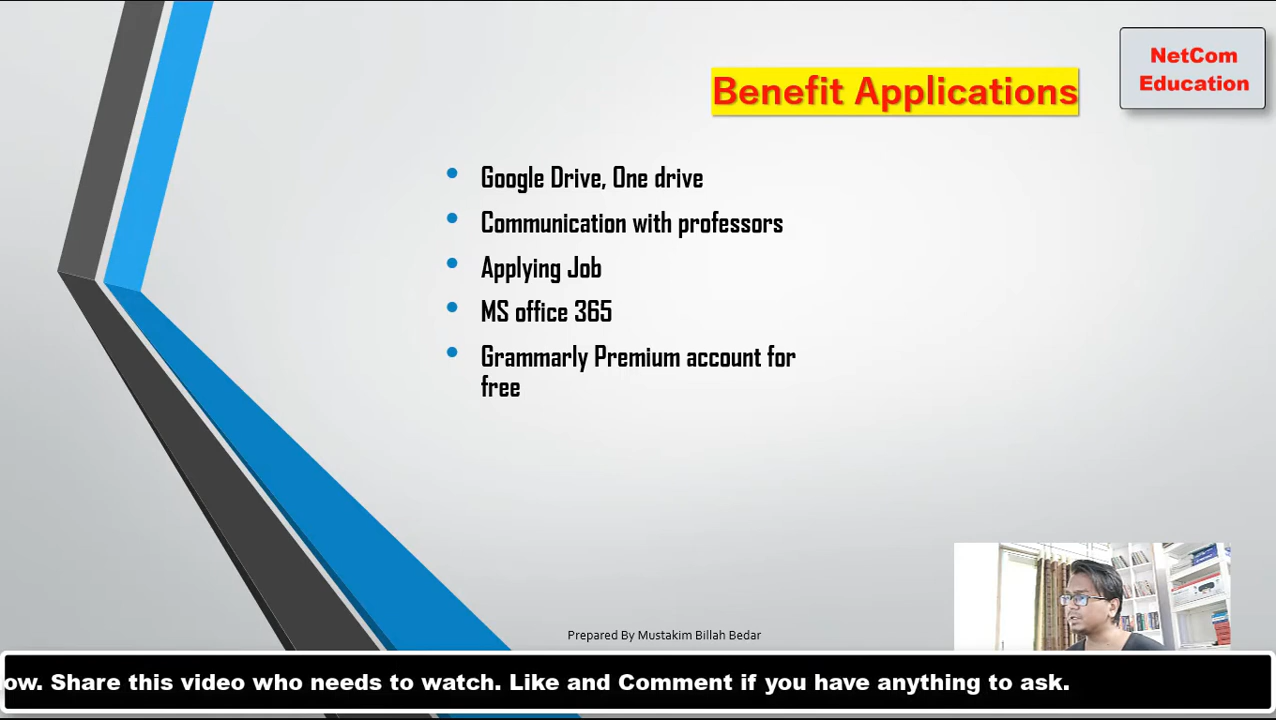 NetCom
Education
Benefit Applications
Google Drive, One drive
Communication with professors
Applying Job
MS office 365
Grammarly Premium account for
free
Prepared By Mustakim Billah Bedar
ow. Share this video who needs to watch. Like and Comment if you have anything to ask.